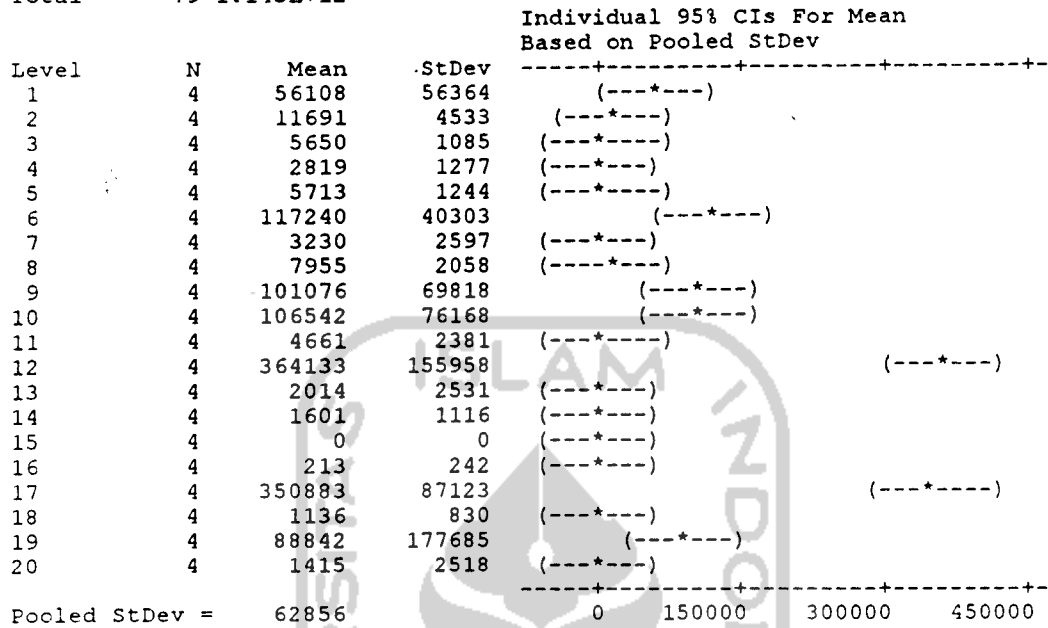 Individual 95% CIs For Mean
Based on Pooled StDev
Level N Mean StDev -----+---------+---------+---------+-
1 4 56108 56364 (---*---)
2 4 11691 4533 (---*---)
3 4 5650 1085 (---*----)
4 4 2819 1277 (---*---)
5 4 5713 1244 (---*----)
6 4 117240 40303 (---*---)
7 4 3230 2597 (---*---)
8 4 7955 2058 (----*---)
9 4 101076 69818 (---*---)
10 4 106542 76168 (---*---)
11 4 4661 2381 (---*----)
12 4 364133 155958 (---*---)
13 4 2014 2531 (---*---)
14 4 1601 1116 (---*---)
15 4 0 0 (---*---)
16 4 213 242 (---*---)
17 4 350883 87123 (---*----)
18 4 1136 830 (---*---)
19 4 88842 177685 (---*---)
20 4 1415 2518 (---*---)
-----+---------+---------+---------+-
Pooled StDev = 62856 0 150000 300000 450000
ISLAM